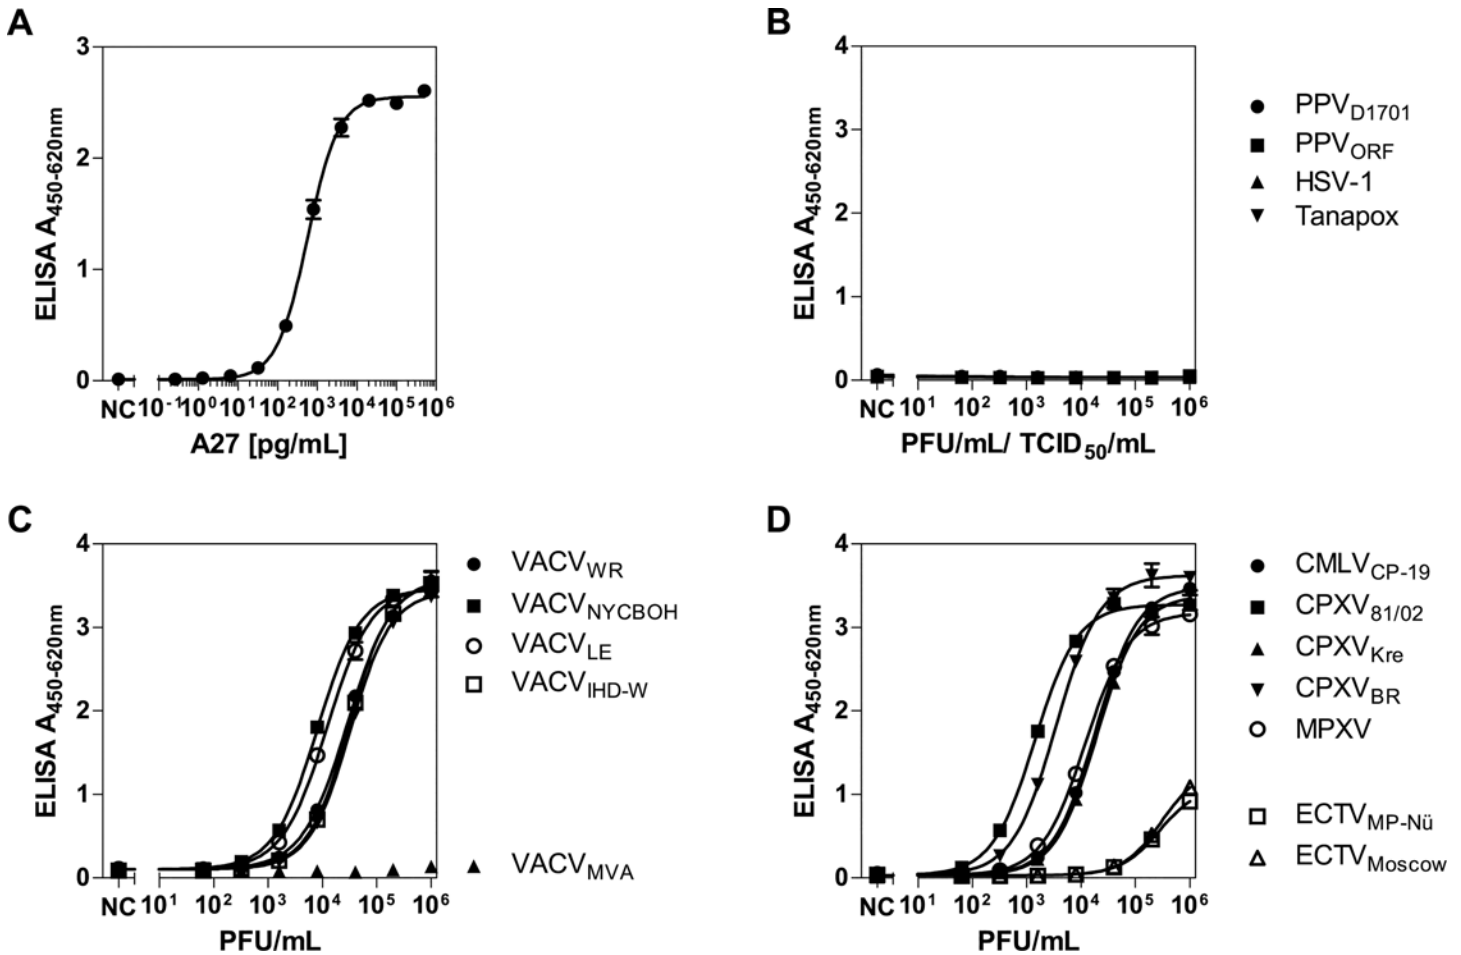 A
3
2
1
0
ELISA A450-620nm
NC 10-1 100 101 102 103 104 105 106
A27 [pg/mL]
B
4
3
2
1
0
ELISA A450-620nm
NC 101 102 103 104 105 106
PFU/mL/ TCID50/mL
PPVD1701
PPVORF
HSV-1
Tanapox
C
4
3
2
1
0
ELISA A450-620nm
NC 101 102 103 104 105 106
PFU/mL
VACVWR
VACVNYCBOH
VACVLE
VACVIHD-W
VACVMVA
D
4
3
2
1
0
ELISA A450-620nm
NC 101 102 103 104 105 106
PFU/mL
CMLVCP-19
CPXV81/02
CPXVKre
CPXVBR
MPXV
ECTVMP-Nü
ECTVMoscow